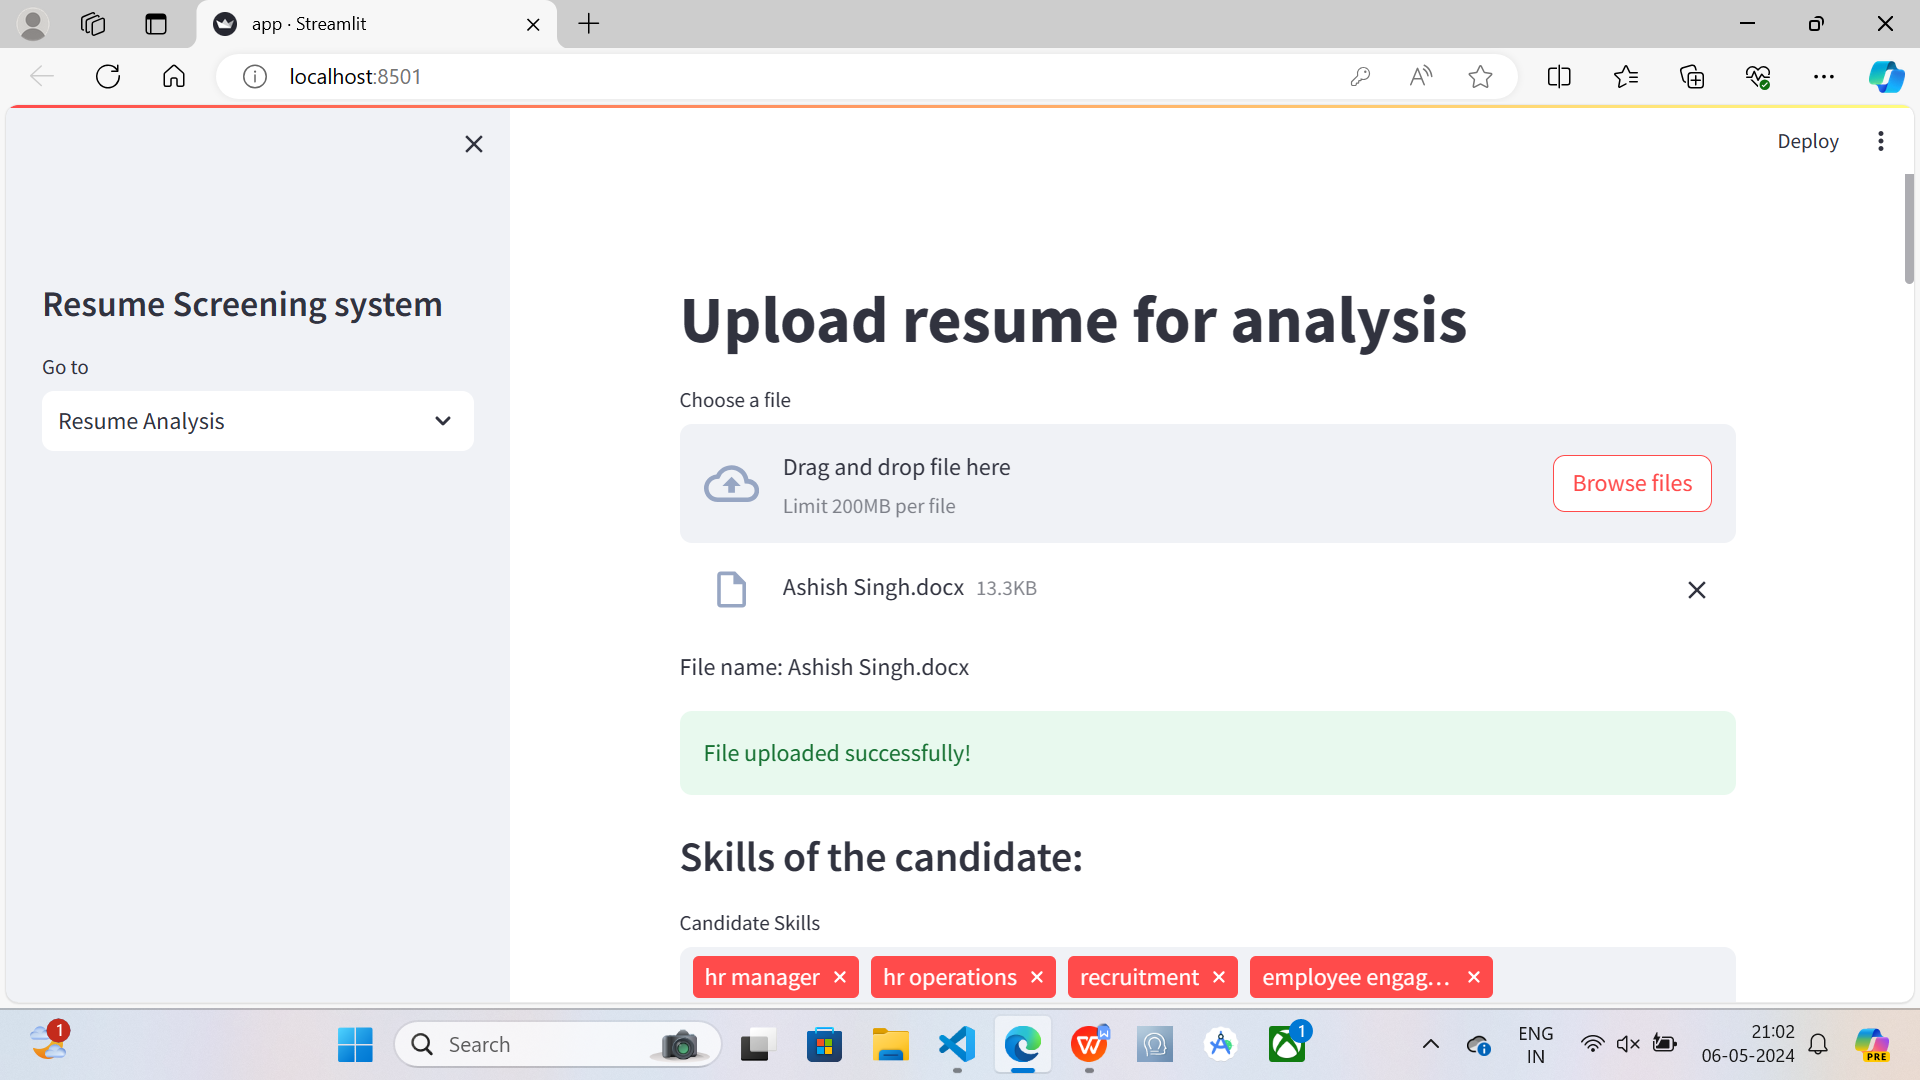 app · Streamlit
localhost:8501
Deploy
Resume Screening system
Go to
Resume Analysis
Upload resume for analysis
Choose a file
Drag and drop file here
Limit 200MB per file
Browse files
Ashish Singh.docx 13.3KB
File name: Ashish Singh.docx
File uploaded successfully!
Skills of the candidate:
Candidate Skills
hr manager
hr operations
recruitment
employee engag...
1
Search
1
ENG
IN
21:02
06-05-2024
PRE